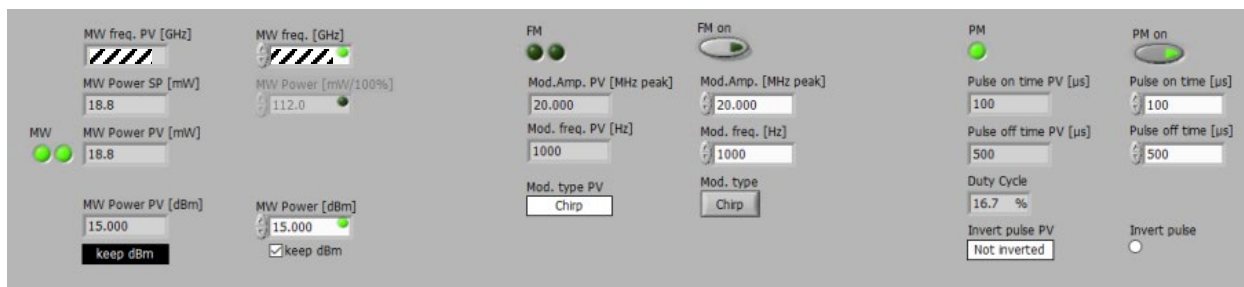 MW freq. PV [GHz]
MW freq. [GHz]
MW Power SP [mW]
18.8
MW Power [mW/100%]
112.0
MW
MW Power PV [mW]
18.8
MW Power PV [dBm]
15.000
keep dBm
MW Power [dBm]
15.000
keep dBm
FM
FM on
Mod.Amp. PV [MHz peak]
20.000
Mod.Amp. [MHz peak]
20.000
Mod. freq. PV [Hz]
1000
Mod. freq. [Hz]
1000
Mod. type PV
Chirp
Mod. type
Chirp
PM
PM on
Pulse on time PV [µs]
100
Pulse on time [µs]
100
Pulse off time PV [µs]
500
Pulse off time [µs]
500
Duty Cycle
16.7 %
Invert pulse PV
Not inverted
Invert pulse